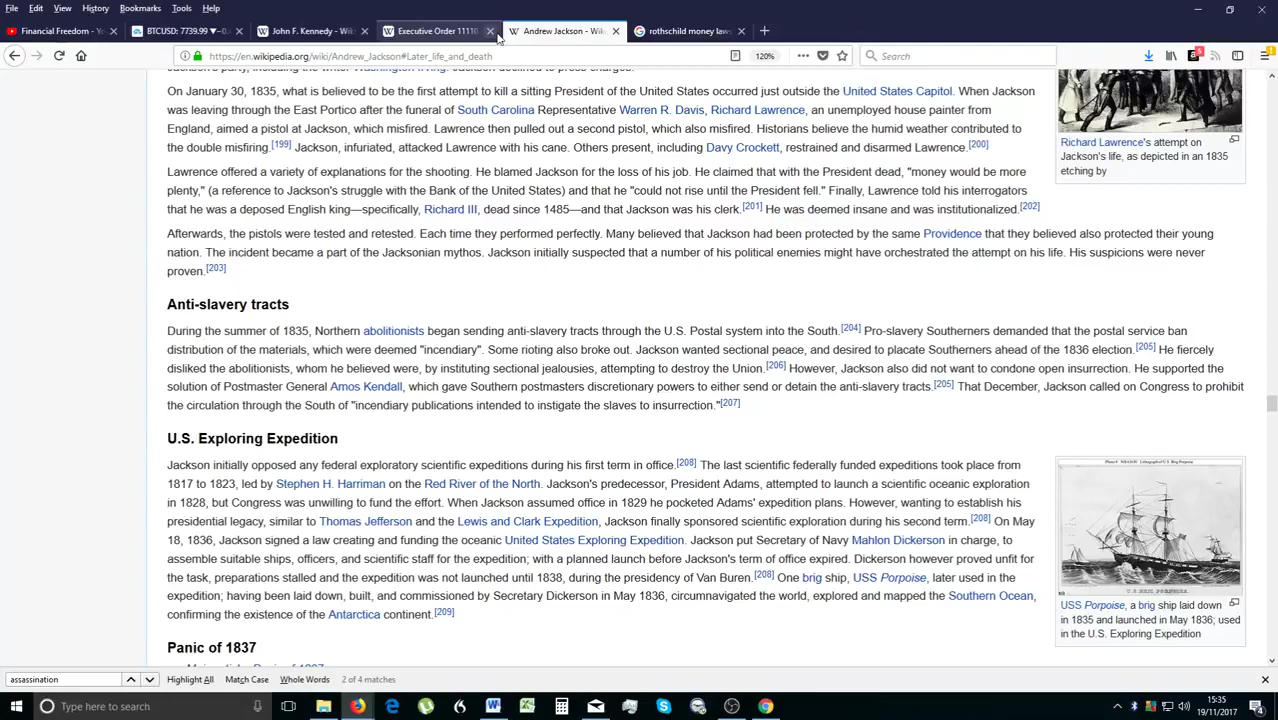 File Edit View History Bookmarks Tools Help
Financial Freedom - Yo BTCUSD: 7739.99 ▼−0. John F. Kennedy - Wiki Executive Order 11110 Andrew Jackson - Wiki rothschild money laws
https://en.wikipedia.org/wiki/Andrew_Jackson#Later_life_and_death 120% Search
On January 30, 1835, what is believed to be the first attempt to kill a sitting President of the United States occurred just outside the United States Capitol. When Jackson
was leaving through the East Portico after the funeral of South Carolina Representative Warren R. Davis, Richard Lawrence, an unemployed house painter from
England, aimed a pistol at Jackson, which misfired. Lawrence then pulled out a second pistol, which also misfired. Historians believe the humid weather contributed to
the double misfiring.[199] Jackson, infuriated, attacked Lawrence with his cane. Others present, including Davy Crockett, restrained and disarmed Lawrence.[200]
Richard Lawrence's attempt on
Jackson's life, as depicted in an 1835
etching by
Lawrence offered a variety of explanations for the shooting. He blamed Jackson for the loss of his job. He claimed that with the President dead, "money would be more
plenty," (a reference to Jackson's struggle with the Bank of the United States) and that he "could not rise until the President fell." Finally, Lawrence told his interrogators
that he was a deposed English king—specifically, Richard III, dead since 1485—and that Jackson was his clerk.[201] He was deemed insane and was institutionalized.[202]
Afterwards, the pistols were tested and retested. Each time they performed perfectly. Many believed that Jackson had been protected by the same Providence that they believed also protected their young
nation. The incident became a part of the Jacksonian mythos. Jackson initially suspected that a number of his political enemies might have orchestrated the attempt on his life. His suspicions were never
proven.[203]
Anti-slavery tracts
During the summer of 1835, Northern abolitionists began sending anti-slavery tracts through the U.S. Postal system into the South.[204] Pro-slavery Southerners demanded that the postal service ban
distribution of the materials, which were deemed "incendiary". Some rioting also broke out. Jackson wanted sectional peace, and desired to placate Southerners ahead of the 1836 election.[205] He fiercely
disliked the abolitionists, whom he believed were, by instituting sectional jealousies, attempting to destroy the Union.[206] However, Jackson also did not want to condone open insurrection. He supported the
solution of Postmaster General Amos Kendall, which gave Southern postmasters discretionary powers to either send or detain the anti-slavery tracts.[205] That December, Jackson called on Congress to prohibit
the circulation through the South of "incendiary publications intended to instigate the slaves to insurrection."[207]
U.S. Exploring Expedition
Jackson initially opposed any federal exploratory scientific expeditions during his first term in office.[208] The last scientific federally funded expeditions took place from
1817 to 1823, led by Stephen H. Harriman on the Red River of the North. Jackson's predecessor, President Adams, attempted to launch a scientific oceanic exploration
in 1828, but Congress was unwilling to fund the effort. When Jackson assumed office in 1829 he pocketed Adams' expedition plans. However, wanting to establish his
presidential legacy, similar to Thomas Jefferson and the Lewis and Clark Expedition, Jackson finally sponsored scientific exploration during his second term.[208] On May
18, 1836, Jackson signed a law creating and funding the oceanic United States Exploring Expedition. Jackson put Secretary of Navy Mahlon Dickerson in charge, to
assemble suitable ships, officers, and scientific staff for the expedition; with a planned launch before Jackson's term of office expired. Dickerson however proved unfit for
the task, preparations stalled and the expedition was not launched until 1838, during the presidency of Van Buren.[208] One brig ship, USS Porpoise, later used in the
expedition; having been laid down, built, and commissioned by Secretary Dickerson in May 1836, circumnavigated the world, explored and mapped the Southern Ocean,
confirming the existence of the Antarctica continent.[209]
USS Porpoise, a brig ship laid down
in 1835 and launched in May 1836; used
in the U.S. Exploring Expedition
Panic of 1837
assassination Highlight All Match Case Whole Words 2 of 4 matches
Type here to search
15:35
19/11/2017